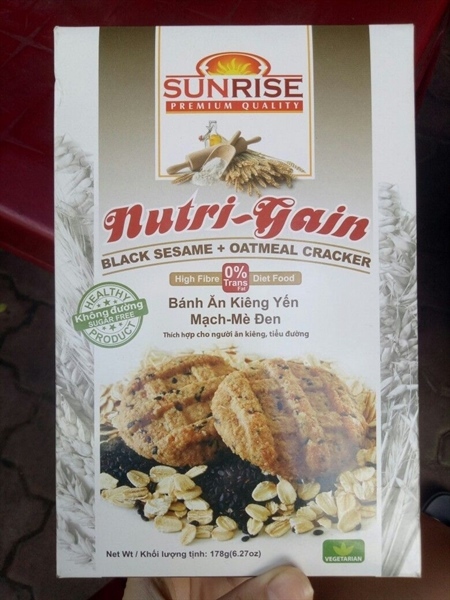 SUNRISE
PREMIUM QUALITY
Nutri-Gain
BLACK SESAME + OATMEAL CRACKER
High Fibre 0% Trans Fat Diet Food
Bánh Ăn Kiêng Yến
Mạch-Mè Đen
Thích hợp cho người ăn kiêng, tiểu đường
HEALTHY
Không đường
SUGAR FREE
PRODUCT
Net Wt / Khối lượng tịnh: 178g(6.27oz)
VEGETARIAN